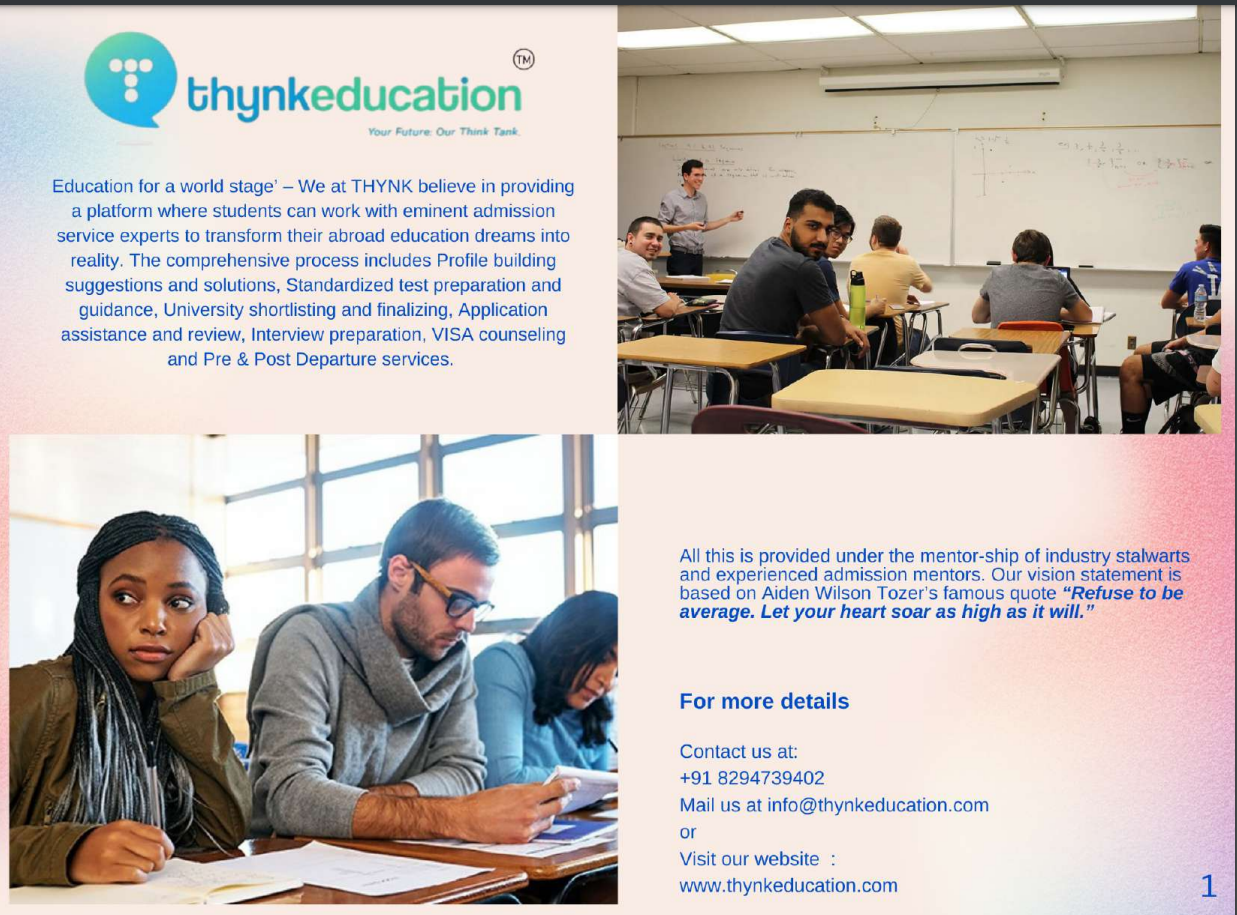 T
thynkeducation
TM
Your Future: Our Think Tank.
Education for a world stage’ – We at THYNK believe in providing
a platform where students can work with eminent admission
service experts to transform their abroad education dreams into
reality. The comprehensive process includes Profile building
suggestions and solutions, Standardized test preparation and
guidance, University shortlisting and finalizing, Application
assistance and review, Interview preparation, VISA counseling
and Pre & Post Departure services.
All this is provided under the mentor-ship of industry stalwarts
and experienced admission mentors. Our vision statement is
based on Aiden Wilson Tozer’s famous quote “Refuse to be
average. Let your heart soar as high as it will.”
For more details
Contact us at:
+91 8294739402
Mail us at info@thynkeducation.com
or
Visit our website :
www.thynkeducation.com
1